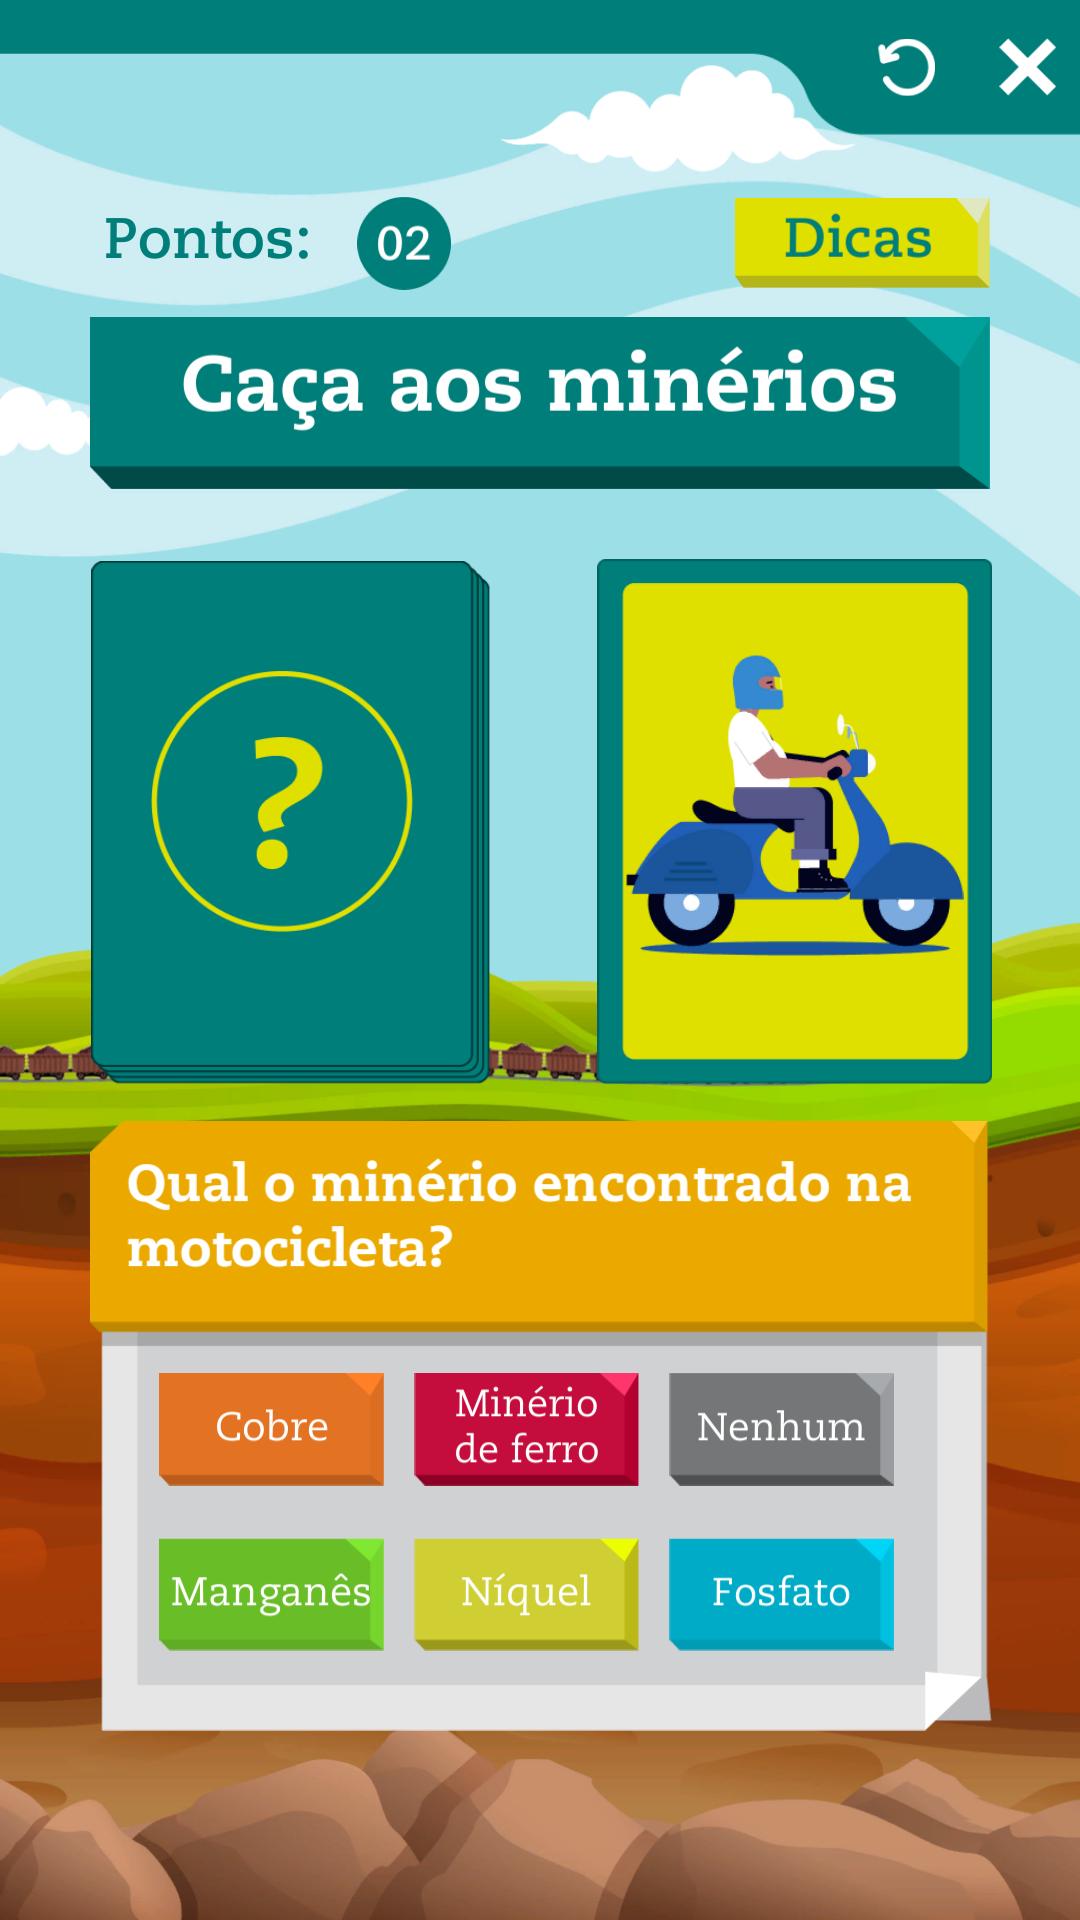 Pontos: 02
Dicas
Caça aos minérios
?
Qual o minério encontrado na
motocicleta?
Cobre
Minério
de ferro
Nenhum
Manganês
Níquel
Fosfato